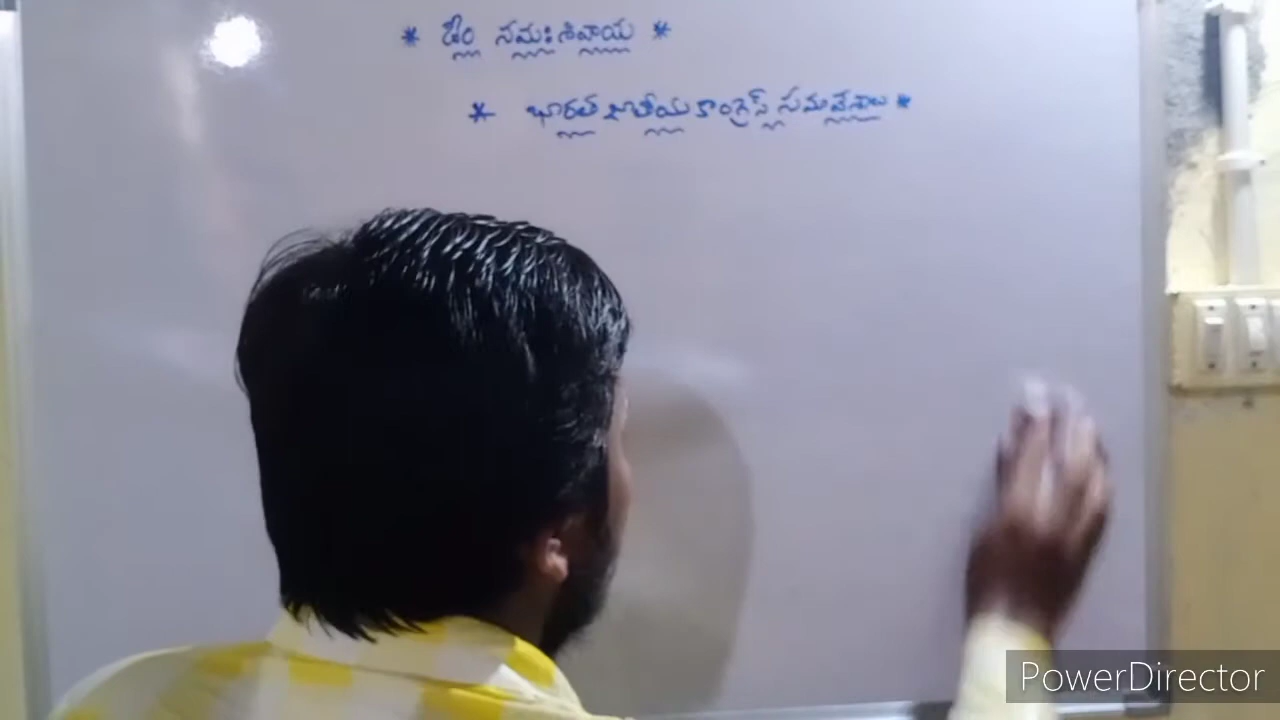 * ఓం నమః శివాయ *
* భారత జాతీయ కాంగ్రెస్ సమావేశాలు *
PowerDirector